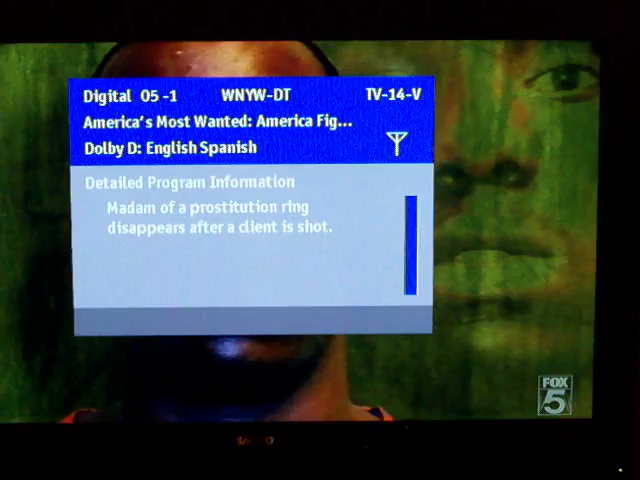 Digital 05-1 WNYW-DT TV-14-V
America's Most Wanted: America Fig...
Dolby D: English Spanish
Detailed Program Information
Madam of a prostitution ring
disappears after a client is shot.
FOX
5